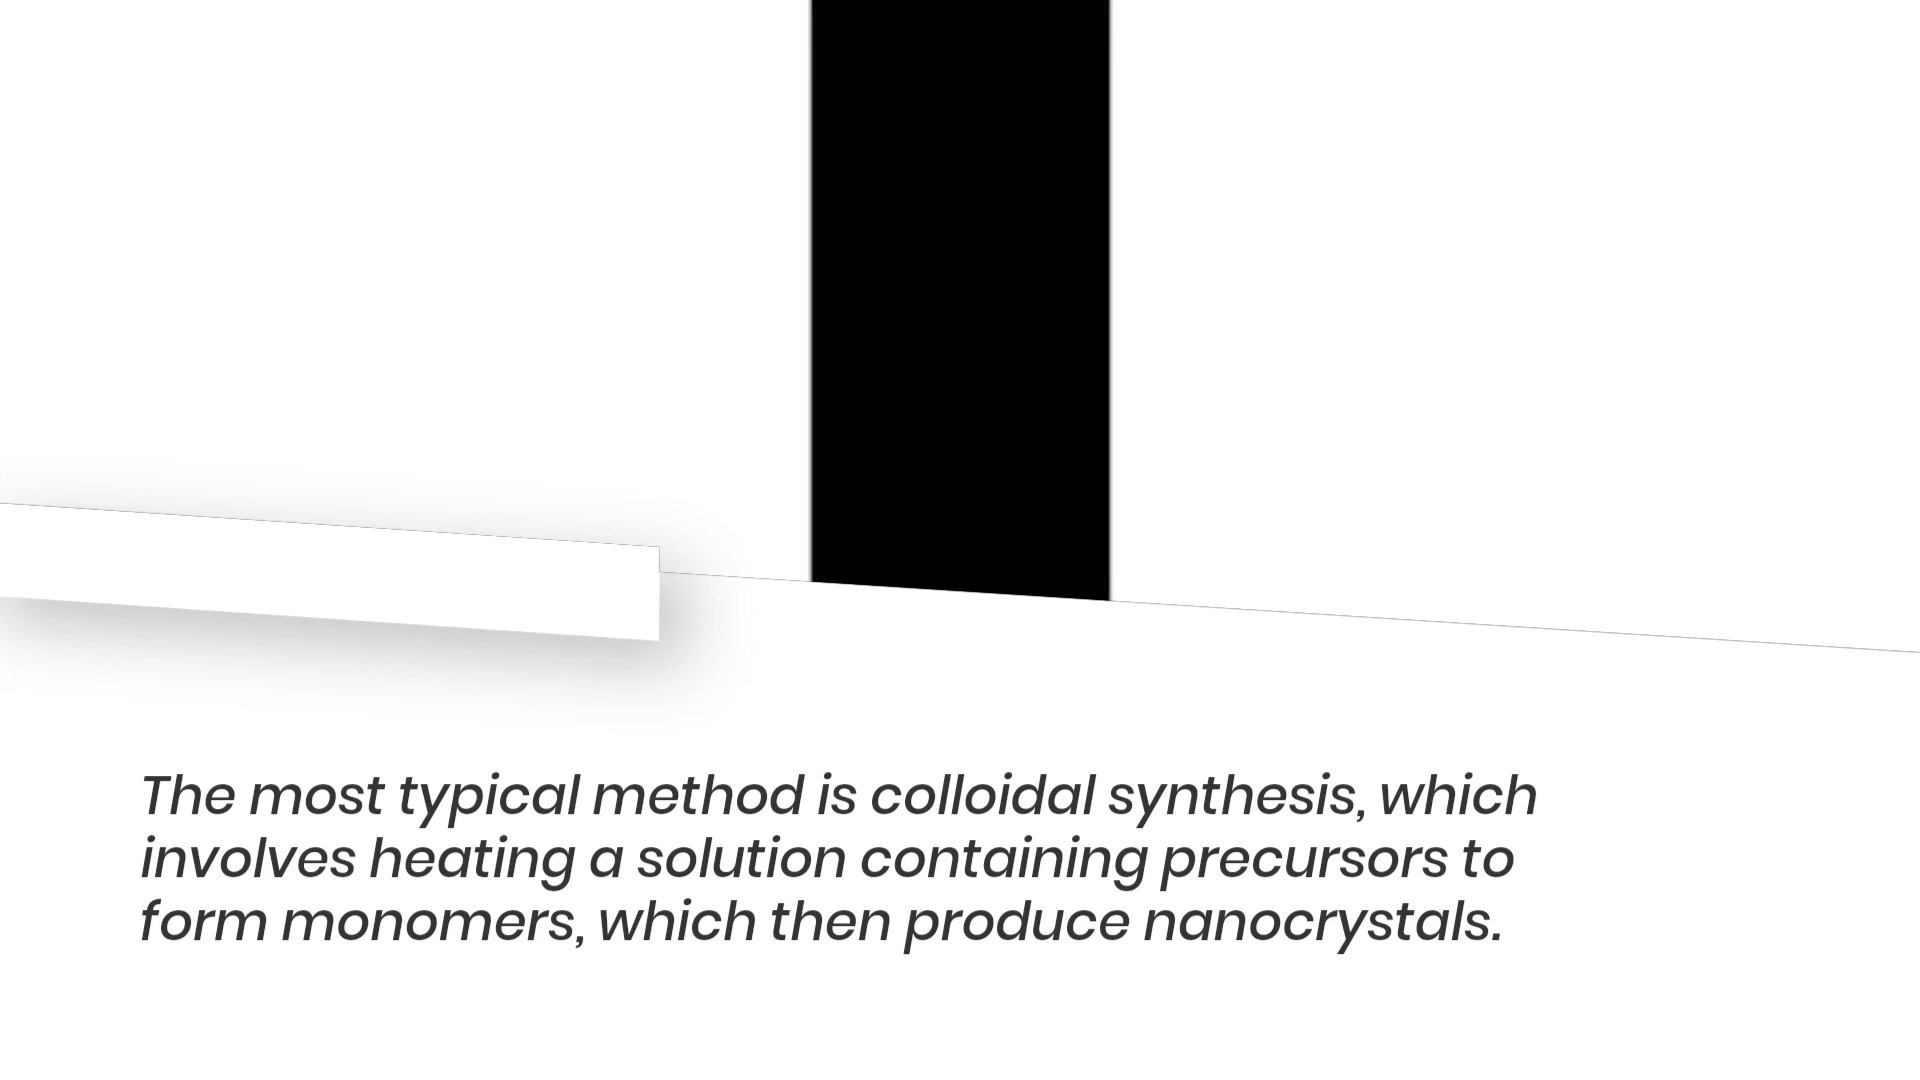 The most typical method is colloidal synthesis, which
involves heating a solution containing precursors to
form monomers, which then produce nanocrystals.